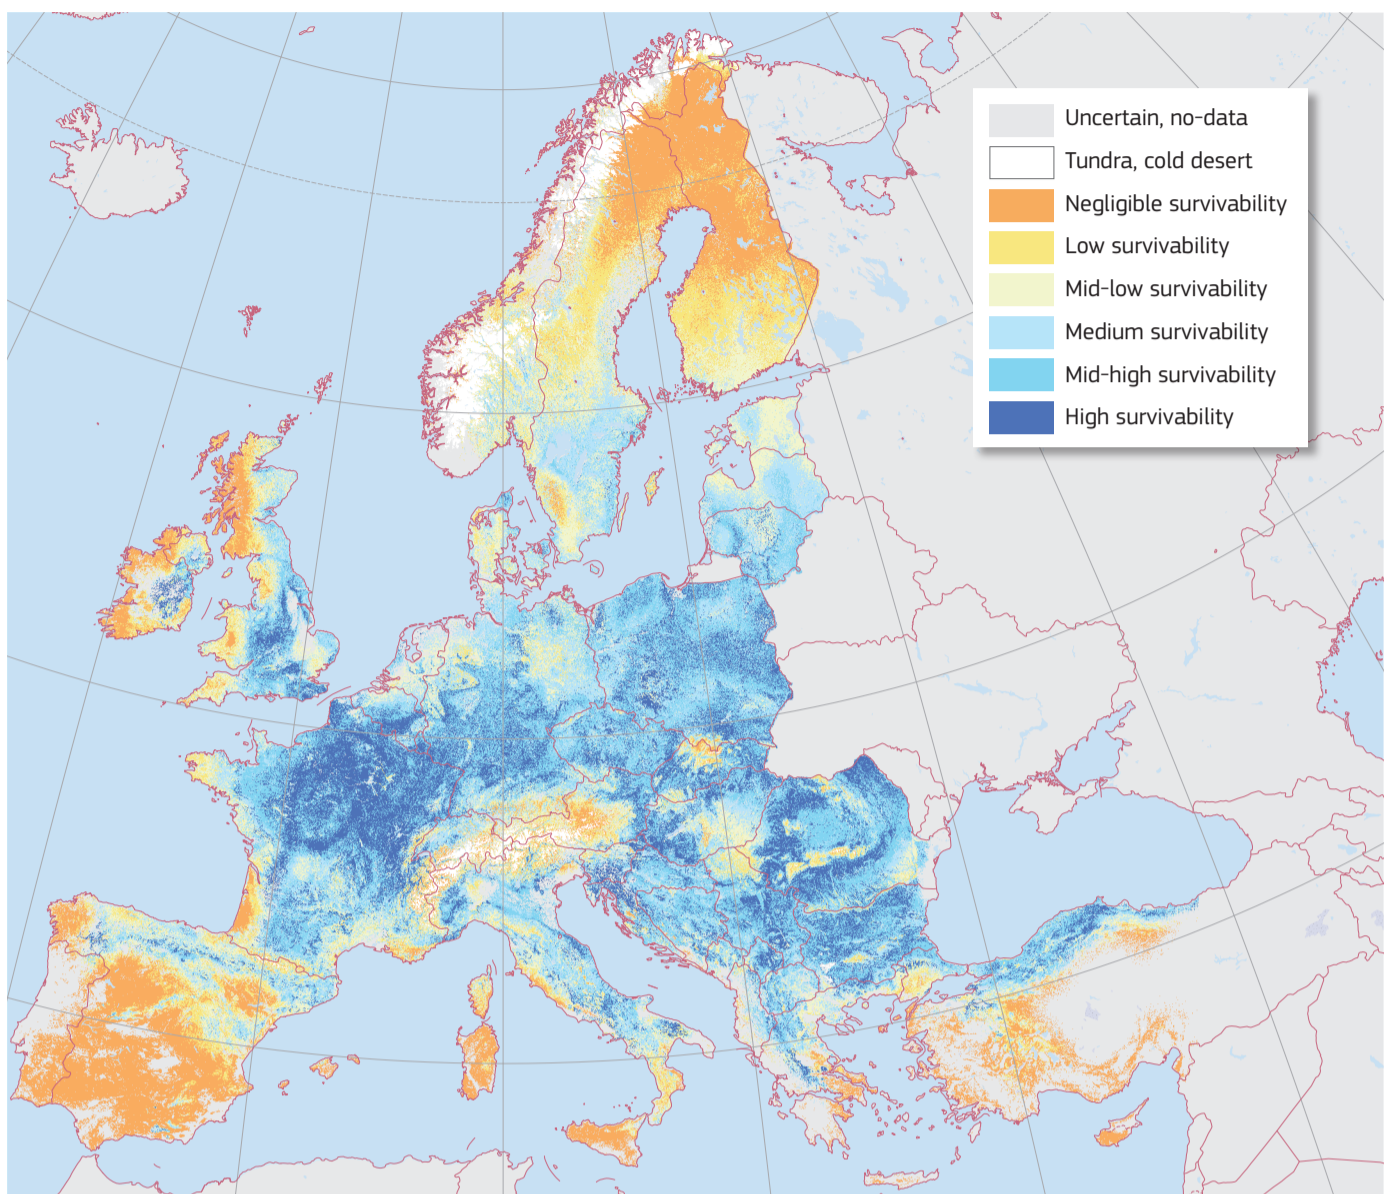 Uncertain, no-data
Tundra, cold desert
Negligible survivability
Low survivability
Mid-low survivability
Medium survivability
Mid-high survivability
High survivability